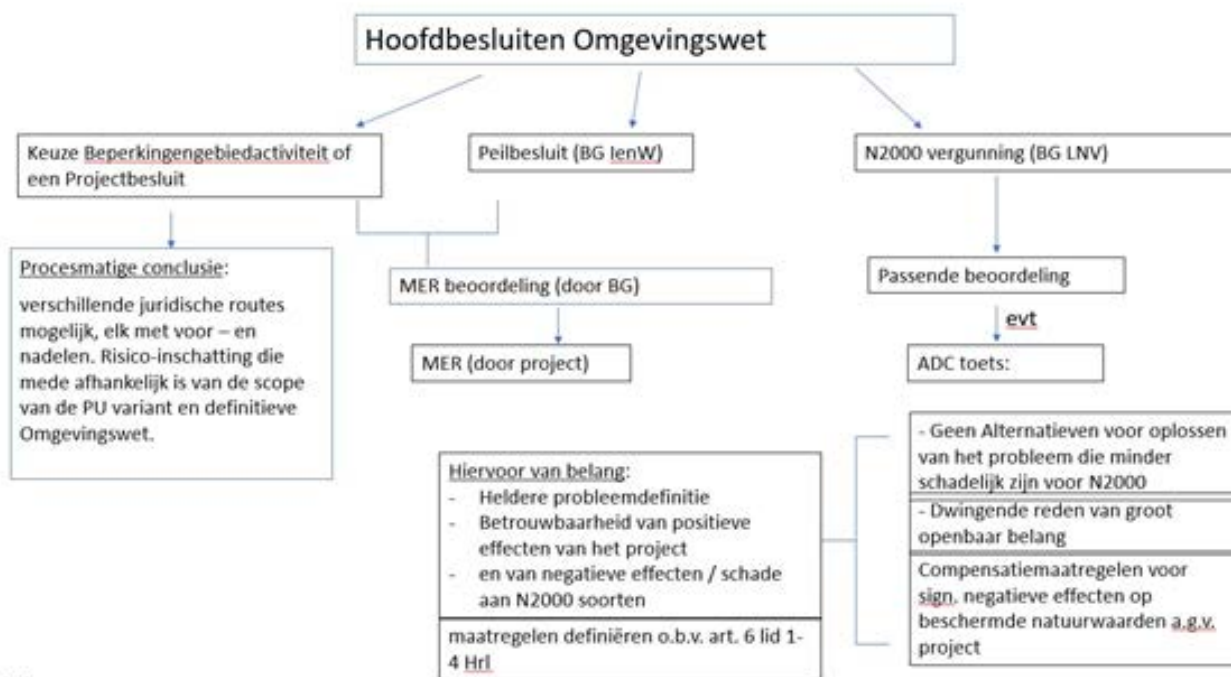 Hoofdbesluiten Omgevingswet
Keuze Beperkingengebiedactiviteit of
een Projectbesluit
Peilbesluit (BG IenW)
N2000 vergunning (BG LNV)
Procesmatige conclusie:
verschillende juridische routes
mogelijk, elk met voor – en
nadelen. Risico-inschatting die
mede afhankelijk is van de scope
van de PU variant en definitieve
Omgevingswet.
MER beoordeling (door BG)
MER (door project)
Passende beoordeling
evt
ADC toets:
Hiervoor van belang:
- Heldere probleemdefinitie
- Betrouwbaarheid van positieve
effecten van het project
- en van negatieve effecten / schade
aan N2000 soorten
maatregelen definiëren o.b.v. art. 6 lid 1-
4 Hrl
- Geen Alternatieven voor oplossen
van het probleem die minder
schadelijk zijn voor N2000
- Dwingende reden van groot
openbaar belang
Compensatiemaatregelen voor
sign. negatieve effecten op
beschermde natuurwaarden a.g.v.
project